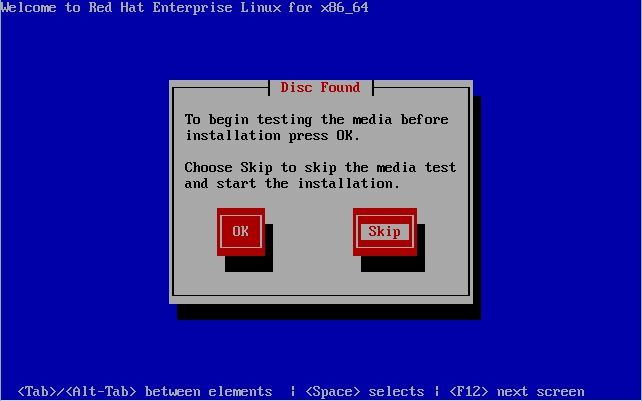 Welcome to Red Hat Enterprise Linux for x86_64
Disc Found
To begin testing the media before
installation press OK.
Choose Skip to skip the media test
and start the installation.
OK Skip
<Tab>/<Alt-Tab> between elements | <Space> selects | <F12> next screen